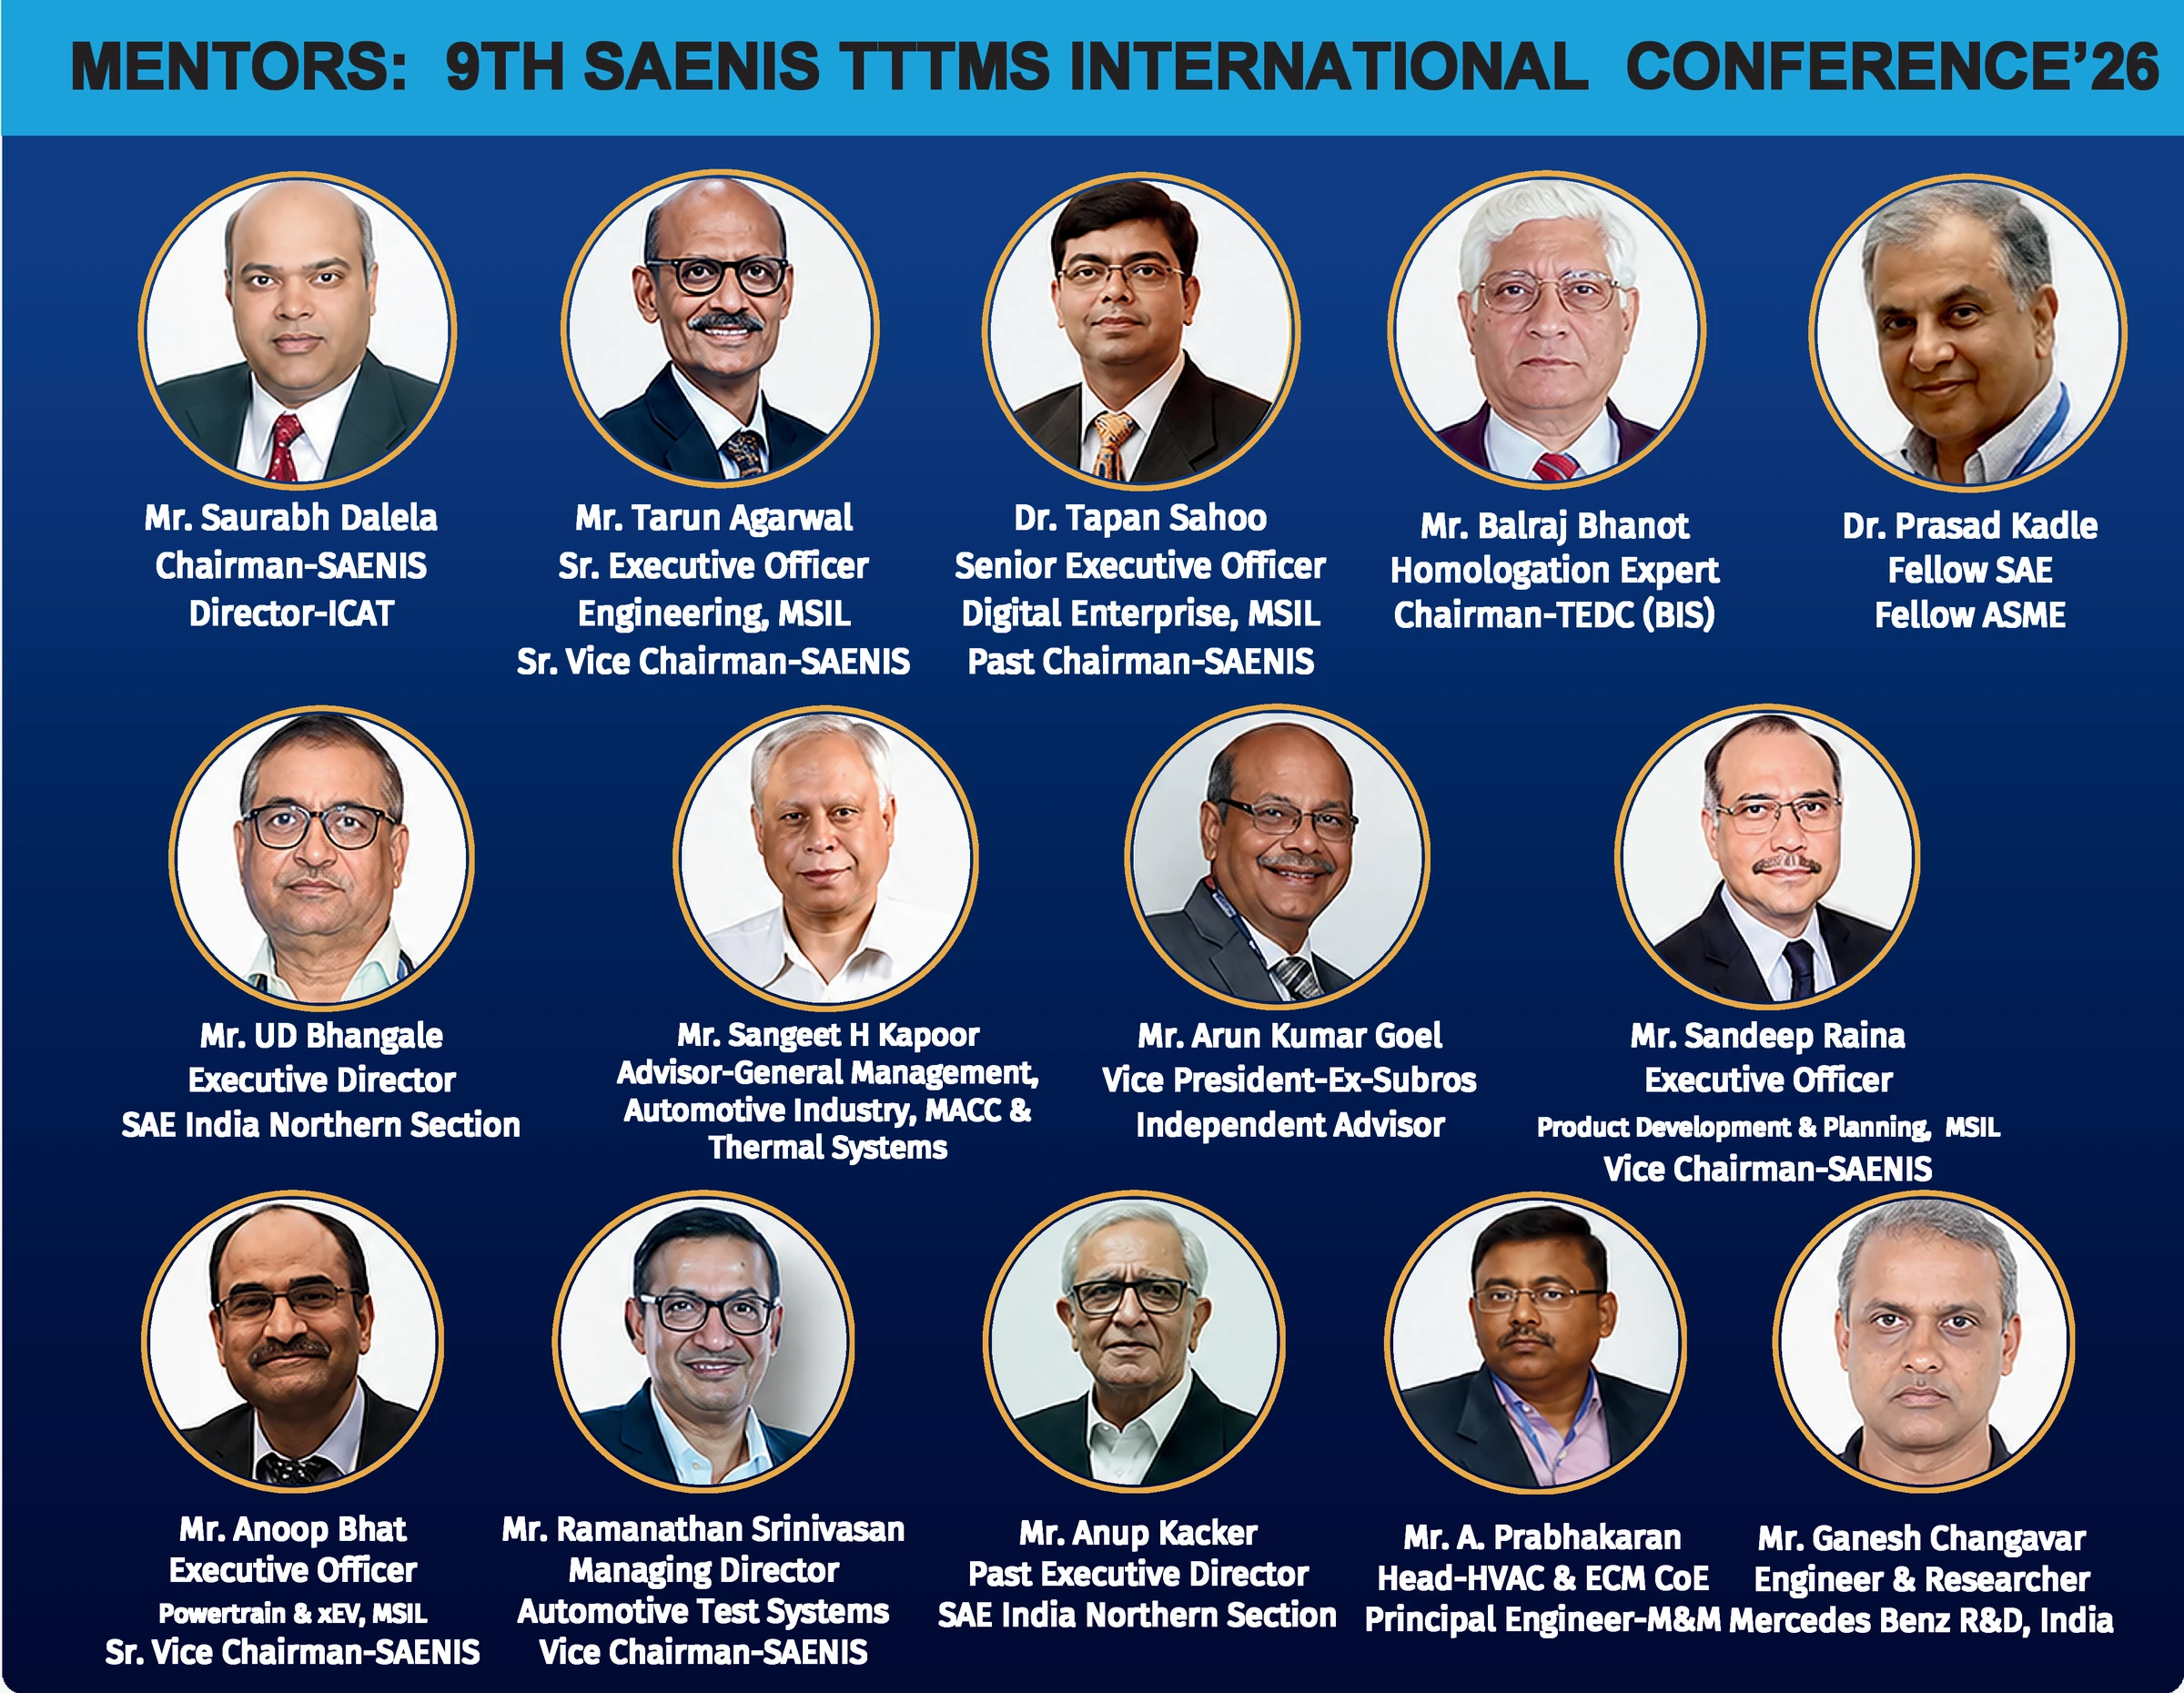 MENTORS: 9TH SAENIS TTTMS INTERNATIONAL CONFERENCE’26
Mr. Saurabh Dalela
Chairman-SAENIS
Director-ICAT
Mr. Tarun Agarwal
Sr. Executive Officer
Engineering, MSIL
Sr. Vice Chairman-SAENIS
Dr. Tapan Sahoo
Senior Executive Officer
Digital Enterprise, MSIL
Past Chairman-SAENIS
Mr. Balraj Bhanot
Homologation Expert
Chairman-TEDC (BIS)
Dr. Prasad Kadle
Fellow SAE
Fellow ASME
Mr. UD Bhangale
Executive Director
SAE India Northern Section
Mr. Sangeet H Kapoor
Advisor-General Management,
Automotive Industry, MACC &
Thermal Systems
Mr. Arun Kumar Goel
Vice President-Ex-Subros
Independent Advisor
Mr. Sandeep Raina
Executive Officer
Product Development & Planning, MSIL
Vice Chairman-SAENIS
Mr. Anoop Bhat
Executive Officer
Powertrain & xEV, MSIL
Sr. Vice Chairman-SAENIS
Mr. Ramanathan Srinivasan
Managing Director
Automotive Test Systems
Vice Chairman-SAENIS
Mr. Anup Kacker
Past Executive Director
SAE India Northern Section
Mr. A. Prabhakaran
Head-HVAC & ECM CoE
Principal Engineer-M&M
Mr. Ganesh Changavar
Engineer & Researcher
Mercedes Benz R&D, India